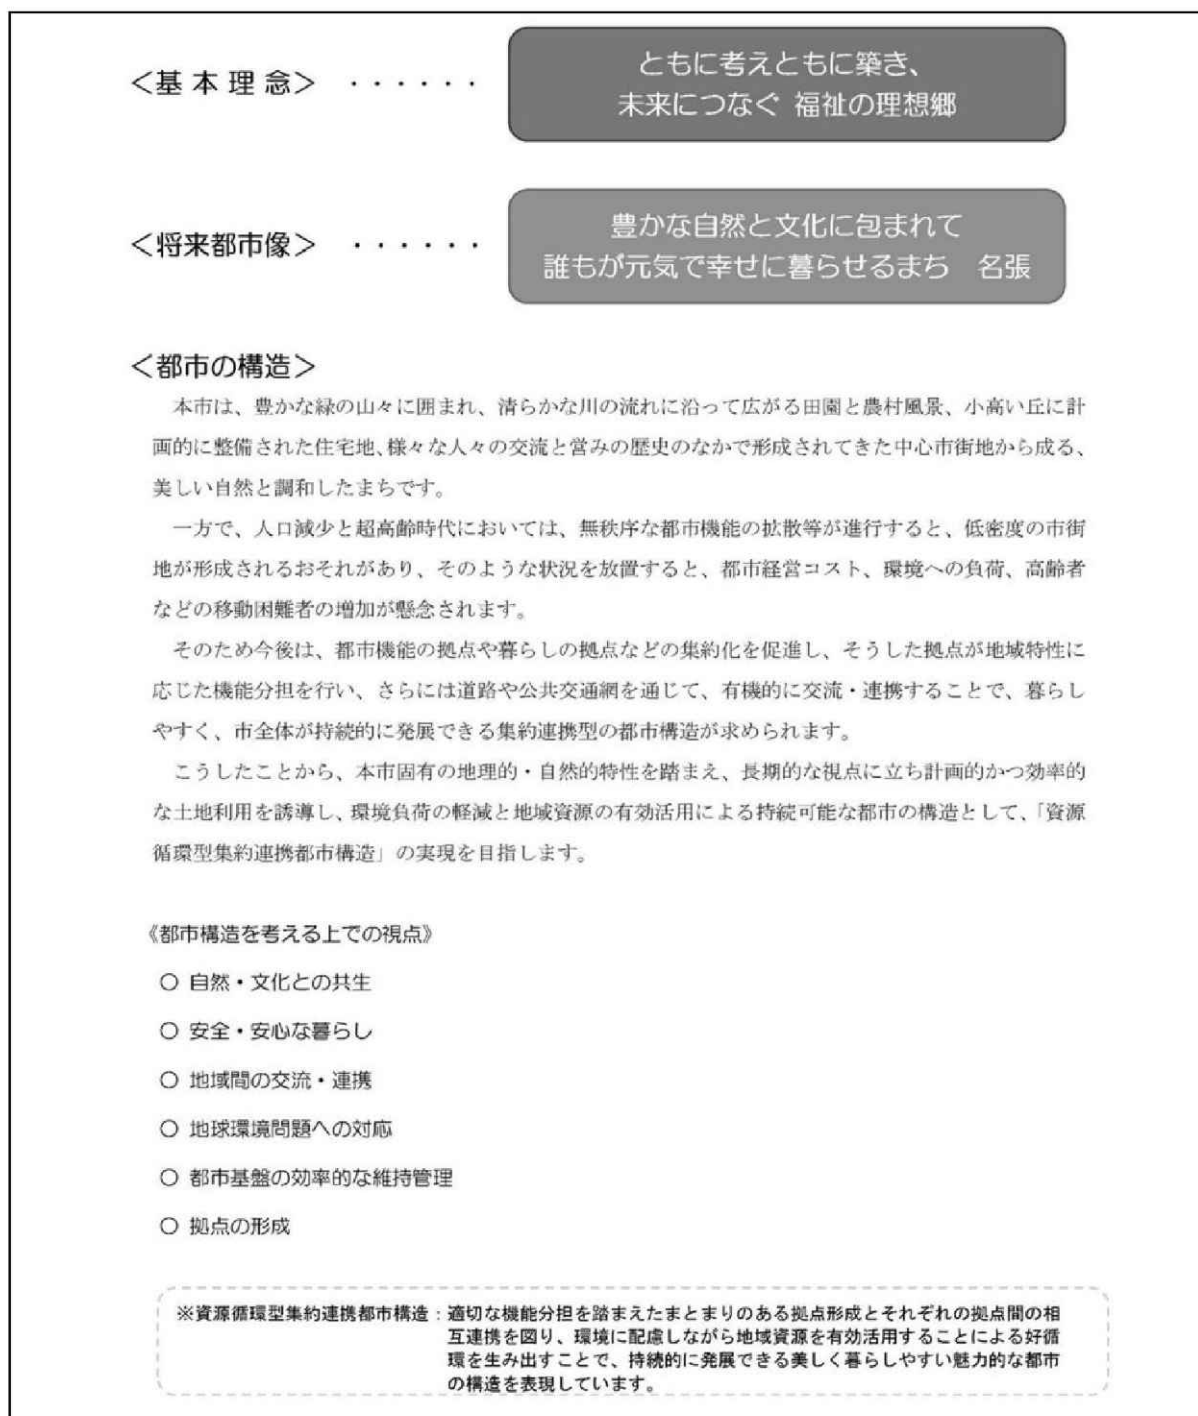 <基本理念> ・・・・・・
ともに考えともに築き、
未来につなぐ 福祉の理想郷
<将来都市像> ・・・・・・
豊かな自然と文化に包まれて
誰もが元気で幸せに暮らせるまち 名張
<都市の構造>
本市は、豊かな緑の山々に囲まれ、清らかな川の流れに沿って広がる田園と農村風景、小高い丘に計
画的に整備された住宅地、様々な人々の交流と営みの歴史のなかで形成されてきた中心市街地から成る、
美しい自然と調和したまちです。
一方で、人口減少と超高齢時代においては、無秩序な都市機能の拡散等が進行すると、低密度の市街
地が形成されるおそれがあり、そのような状況を放置すると、都市経営コスト、環境への負荷、高齢者
などの移動困難者の増加が懸念されます。
そのため今後は、都市機能の拠点や暮らしの拠点などの集約化を促進し、そうした拠点が地域特性に
応じた機能分担を行い、さらには道路や公共交通網を通じて、有機的に交流・連携することで、暮らし
やすく、市全体が持続的に発展できる集約連携型の都市構造が求められます。
こうしたことから、本市固有の地理的・自然的特性を踏まえ、長期的な視点に立ち計画的かつ効率的
な土地利用を誘導し、環境負荷の軽減と地域資源の有効活用による持続可能な都市の構造として、「資源
循環型集約連携都市構造」の実現を目指します。
《都市構造を考える上での視点》
○ 自然・文化との共生
○ 安全・安心な暮らし
○ 地域間の交流・連携
○ 地球環境問題への対応
○ 都市基盤の効率的な維持管理
○ 拠点の形成
※資源循環型集約連携都市構造：適切な機能分担を踏まえたまとまりのある拠点形成とそれぞれの拠点間の相
互連携を図り、環境に配慮しながら地域資源を有効活用することによる好循
環を生み出すことで、持続的に発展できる美しく暮らしやすい魅力的な都市
の構造を表現しています。